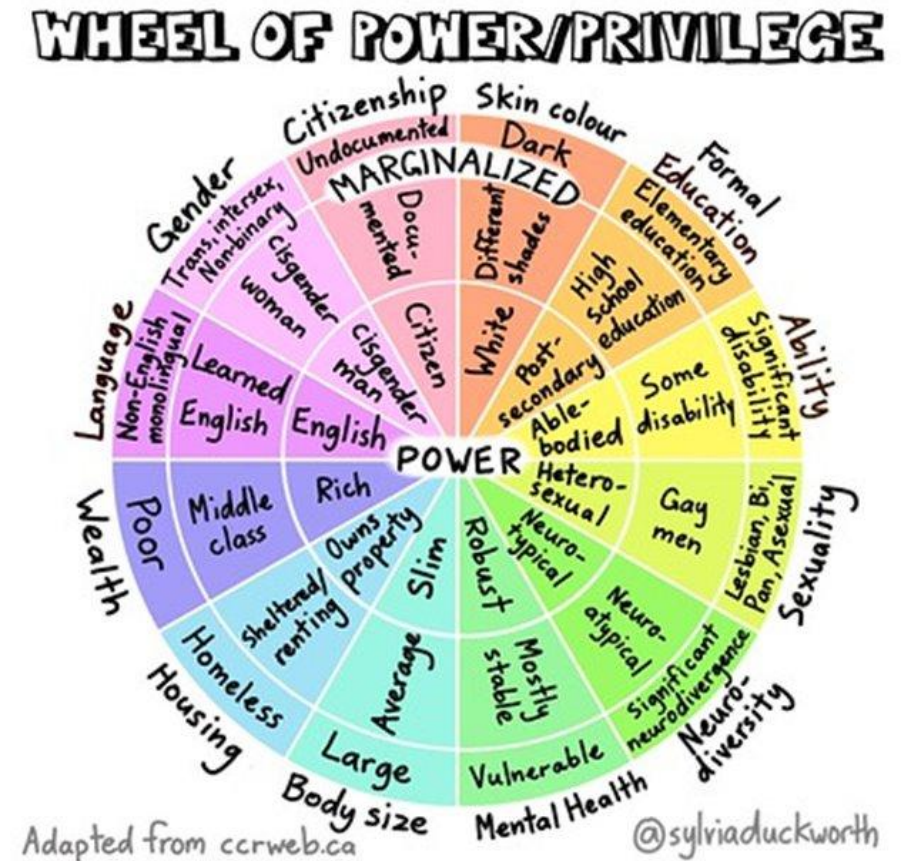 WHEEL OF POWER/PRIVILEGE
Citizenship
Undocumented
Docu-
mented
Citizen
Skin colour
Dark
Different
shades
White
MARGINALIZED
Formal
Education
Elementary
education
High
school
education
Post-
secondary
Ability
Significant
disability
Some
disability
Able-
bodied
Sexuality
Lesbian, Bi,
Pan, Asexual
Gay
men
Hetero-
sexual
Neuro-
diversity
Significant
neurodivergence
Neuro-
atypical
Neuro-
typical
Mental Health
Vulnerable
Mostly
stable
Robust
Body size
Large
Average
Slim
Housing
Homeless
Sheltered/
renting
Owns
property
Wealth
Poor
Middle
class
Rich
Language
Non-English
monolingual
Learned
English
English
Gender
Trans, intersex,
Nonbinary
Cisgender
woman
Cisgender
man
POWER
Adapted from ccrweb.ca
@sylviaduckworth